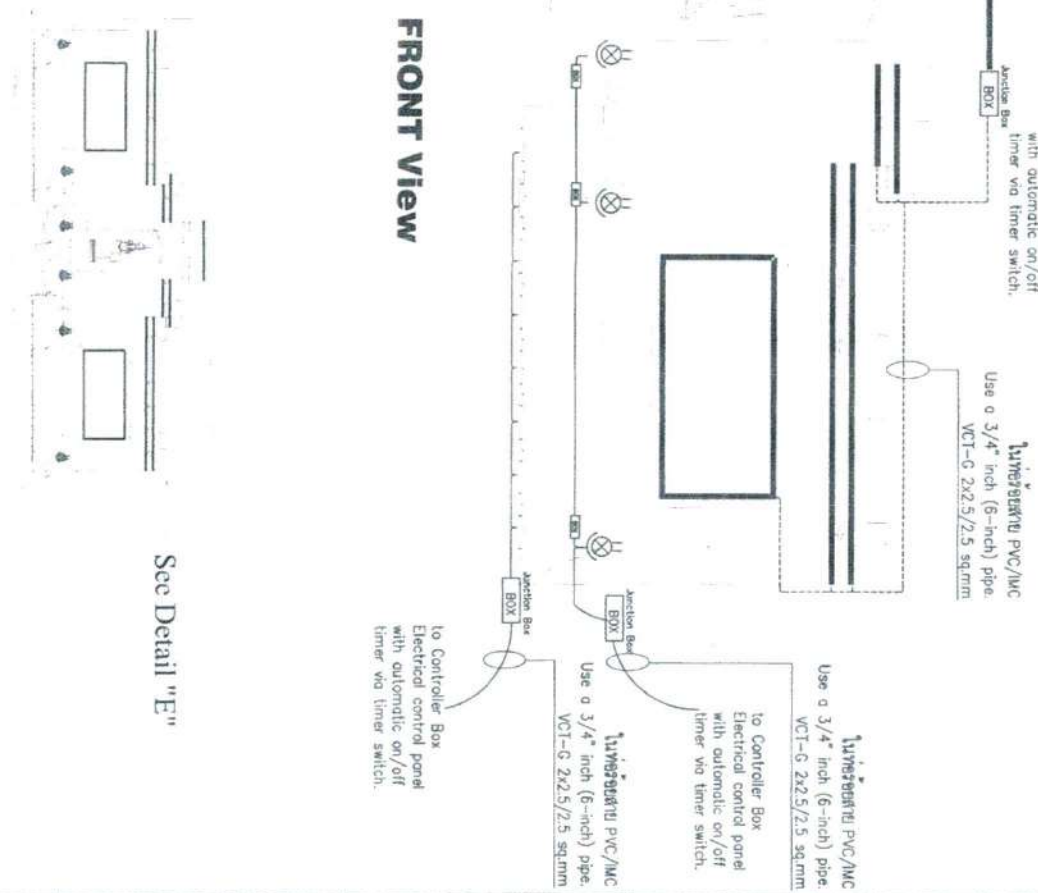 with automatic on/off
timer via timer switch.
Junction Box
BOX
ในท่อร้อยสาย PVC/IMC
Use a 3/4" inch (6-inch) pipe.
VCT-G 2x2.5/2.5 sq.mm
ในท่อร้อยสาย PVC/IMC
Use a 3/4" inch (6-inch) pipe.
VCT-G 2x2.5/2.5 sq.mm
to Controller Box
Electrical control panel
with automatic on/off
timer via timer switch.
Junction Box
BOX
BOX
BOX
BOX
ในท่อร้อยสาย PVC/IMC
Use a 3/4" inch (6-inch) pipe.
VCT-G 2x2.5/2.5 sq.mm
Junction Box
BOX
to Controller Box
Electrical control panel
with automatic on/off
timer via timer switch.
FRONT View
See Detail "E"